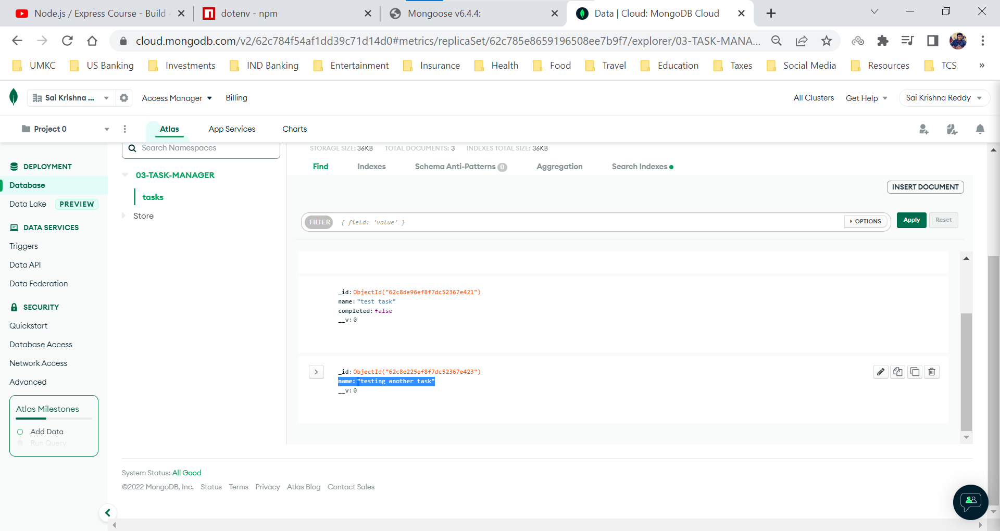 Node.js / Express Course - Build
dotenv - npm
Mongoose v6.4.4:
Data | Cloud: MongoDB Cloud
cloud.mongodb.com/v2/62c784f54af1dd39c71d14d0#metrics/replicaSet/62c785e8659196508ee7b9f7/explorer/03-TASK-MANA...
UMKC US Banking Investments IND Banking Entertainment Insurance Health Food Travel Education Taxes Social Media Resources TCS »
Sai Krishna ... Access Manager Billing All Clusters Get Help Sai Krishna Reddy
Project 0 Atlas App Services Charts
DEPLOYMENT
Database
Data Lake PREVIEW
DATA SERVICES
Triggers
Data API
Data Federation
SECURITY
Quickstart
Database Access
Network Access
Advanced
Atlas Milestones
Add Data
Run Query
Search Namespaces
03-TASK-MANAGER
tasks
Store
STORAGE SIZE: 36KB TOTAL DOCUMENTS: 3 INDEXES TOTAL SIZE: 36KB
Find Indexes Schema Anti-Patterns 0 Aggregation Search Indexes
INSERT DOCUMENT
FILTER { field: 'value' } OPTIONS Apply Reset
_id: ObjectId("62c8de96ef8f7dc52367e421")
name: "test task"
completed: false
__v: 0
_id: ObjectId("62c8e225ef8f7dc52367e423")
name: "testing another task"
__v: 0
System Status: All Good
©2022 MongoDB, Inc. Status Terms Privacy Atlas Blog Contact Sales